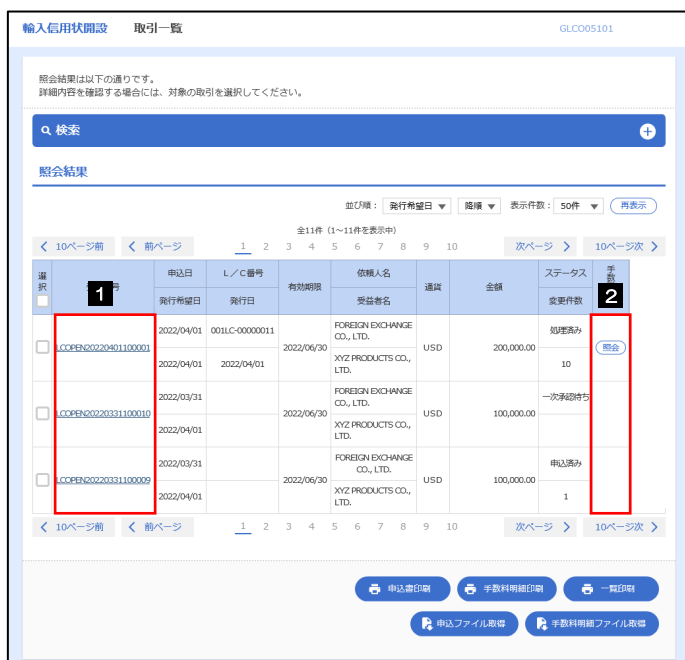 輸入信用状開設　取引一覧　GLCO05101
照会結果は以下の通りです。
詳細内容を確認する場合には、対象の取引を選択してください。
検索
照会結果
並び順： 発行希望日 ▼ 降順 ▼ 表示件数： 50件 ▼ 再表示
全11件（1～11件を表示中）
10ページ前 前ページ 1 2 3 4 5 6 7 8 9 10 次ページ 10ページ次
選択 1 号 申込日 L／C番号 有効期限 依頼人名 通貨 金額 ステータス 手数 2
発行希望日 発行日 受益者名 変更件数
LCOPEN20220401100001 2022/04/01 001LC-00000011 2022/06/30 FOREIGN EXCHANGE CO., LTD. USD 200,000.00 処理済み 照会
2022/04/01 2022/04/01 XYZ PRODUCTS CO., LTD. 10
LCOPEN20220331100010 2022/03/31 2022/06/30 FOREIGN EXCHANGE CO., LTD. USD 100,000.00 一次承認待ち
2022/04/01 XYZ PRODUCTS CO., LTD.
LCOPEN20220331100009 2022/03/31 2022/06/30 FOREIGN EXCHANGE CO., LTD. USD 100,000.00 申込済み
2022/04/01 XYZ PRODUCTS CO., LTD. 1
10ページ前 前ページ 1 2 3 4 5 6 7 8 9 10 次ページ 10ページ次
申込書印刷 手数料明細印刷 一覧印刷
申込ファイル取得 手数料明細ファイル取得